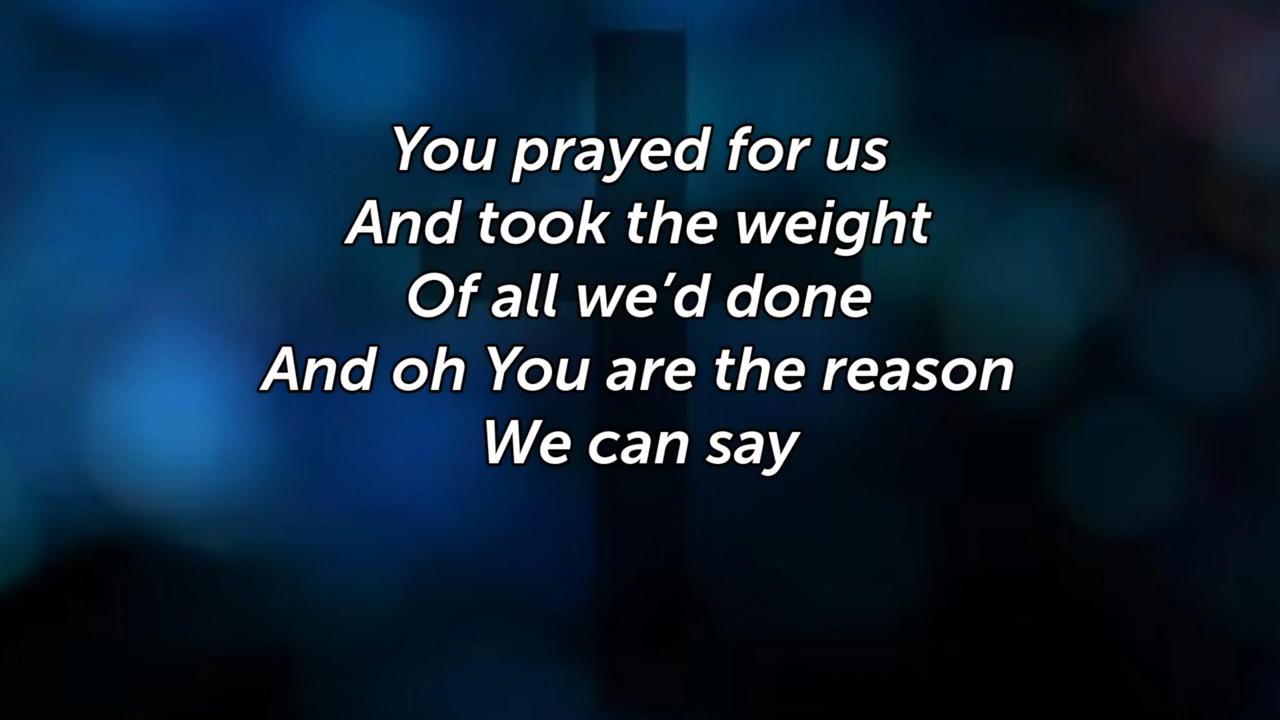 You prayed for us
And took the weight
Of all we’d done
And oh You are the reason
We can say